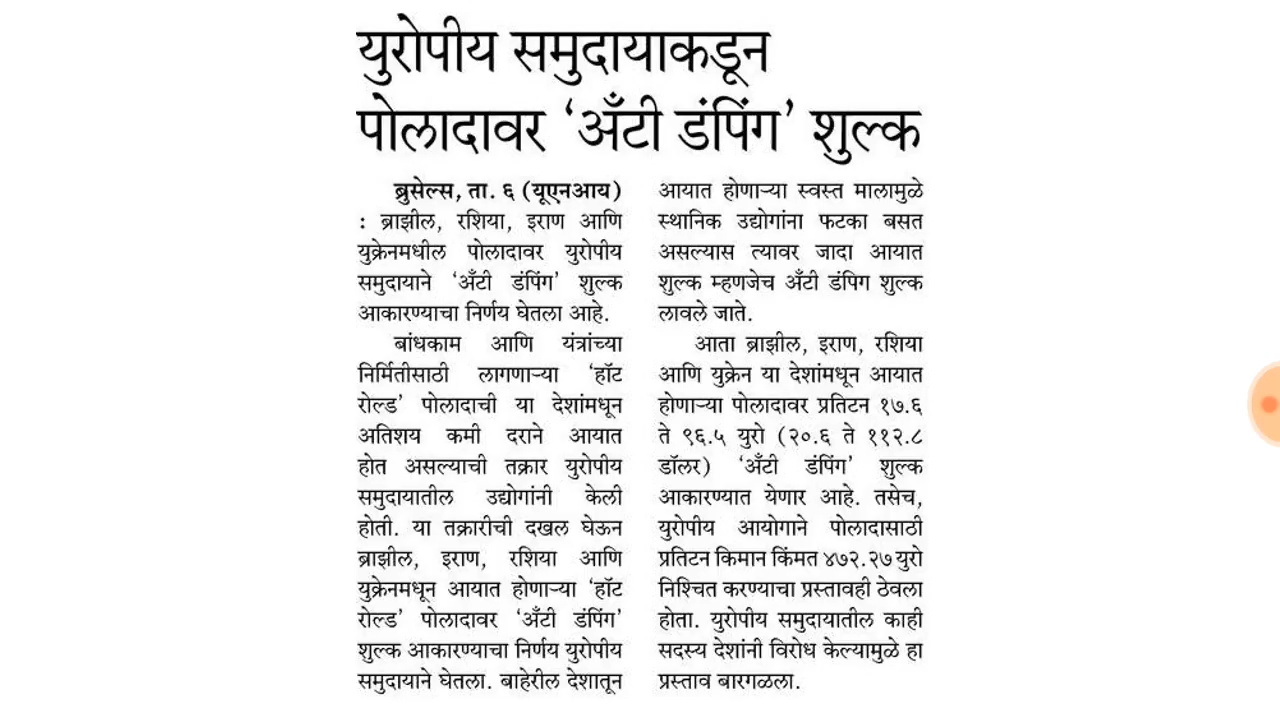 युरोपीय समुदायाकडून
पोलादावर ‘अँटी डंपिंग’ शुल्क
ब्रुसेल्स, ता. ६ (यूएनआय)
: ब्राझील, रशिया, इराण आणि
युक्रेनमधील पोलादावर युरोपीय
समुदायाने ‘अँटी डंपिंग’ शुल्क
आकारण्याचा निर्णय घेतला आहे.
बांधकाम आणि यंत्रांच्या
निर्मितीसाठी लागणाऱ्या ‘हॉट
रोल्ड’ पोलादाची या देशांमधून
अतिशय कमी दराने आयात
होत असल्याची तक्रार युरोपीय
समुदायातील उद्योगांनी केली
होती. या तक्रारीची दखल घेऊन
ब्राझील, इराण, रशिया आणि
युक्रेनमधून आयात होणाऱ्या ‘हॉट
रोल्ड’ पोलादावर ‘अँटी डंपिंग’
शुल्क आकारण्याचा निर्णय युरोपीय
समुदायाने घेतला. बाहेरील देशातून
आयात होणाऱ्या स्वस्त मालामुळे
स्थानिक उद्योगांना फटका बसत
असल्यास त्यावर जादा आयात
शुल्क म्हणजेच अँटी डंपिग शुल्क
लावले जाते.
आता ब्राझील, इराण, रशिया
आणि युक्रेन या देशांमधून आयात
होणाऱ्या पोलादावर प्रतिटन १७.६
ते ९६.५ युरो (२०.६ ते ११२.८
डॉलर) ‘अँटी डंपिंग’ शुल्क
आकारण्यात येणार आहे. तसेच,
युरोपीय आयोगाने पोलादासाठी
प्रतिटन किमान किंमत ४७२.२७ युरो
निश्चित करण्याचा प्रस्तावही ठेवला
होता. युरोपीय समुदायातील काही
सदस्य देशांनी विरोध केल्यामुळे हा
प्रस्ताव बारगळला.